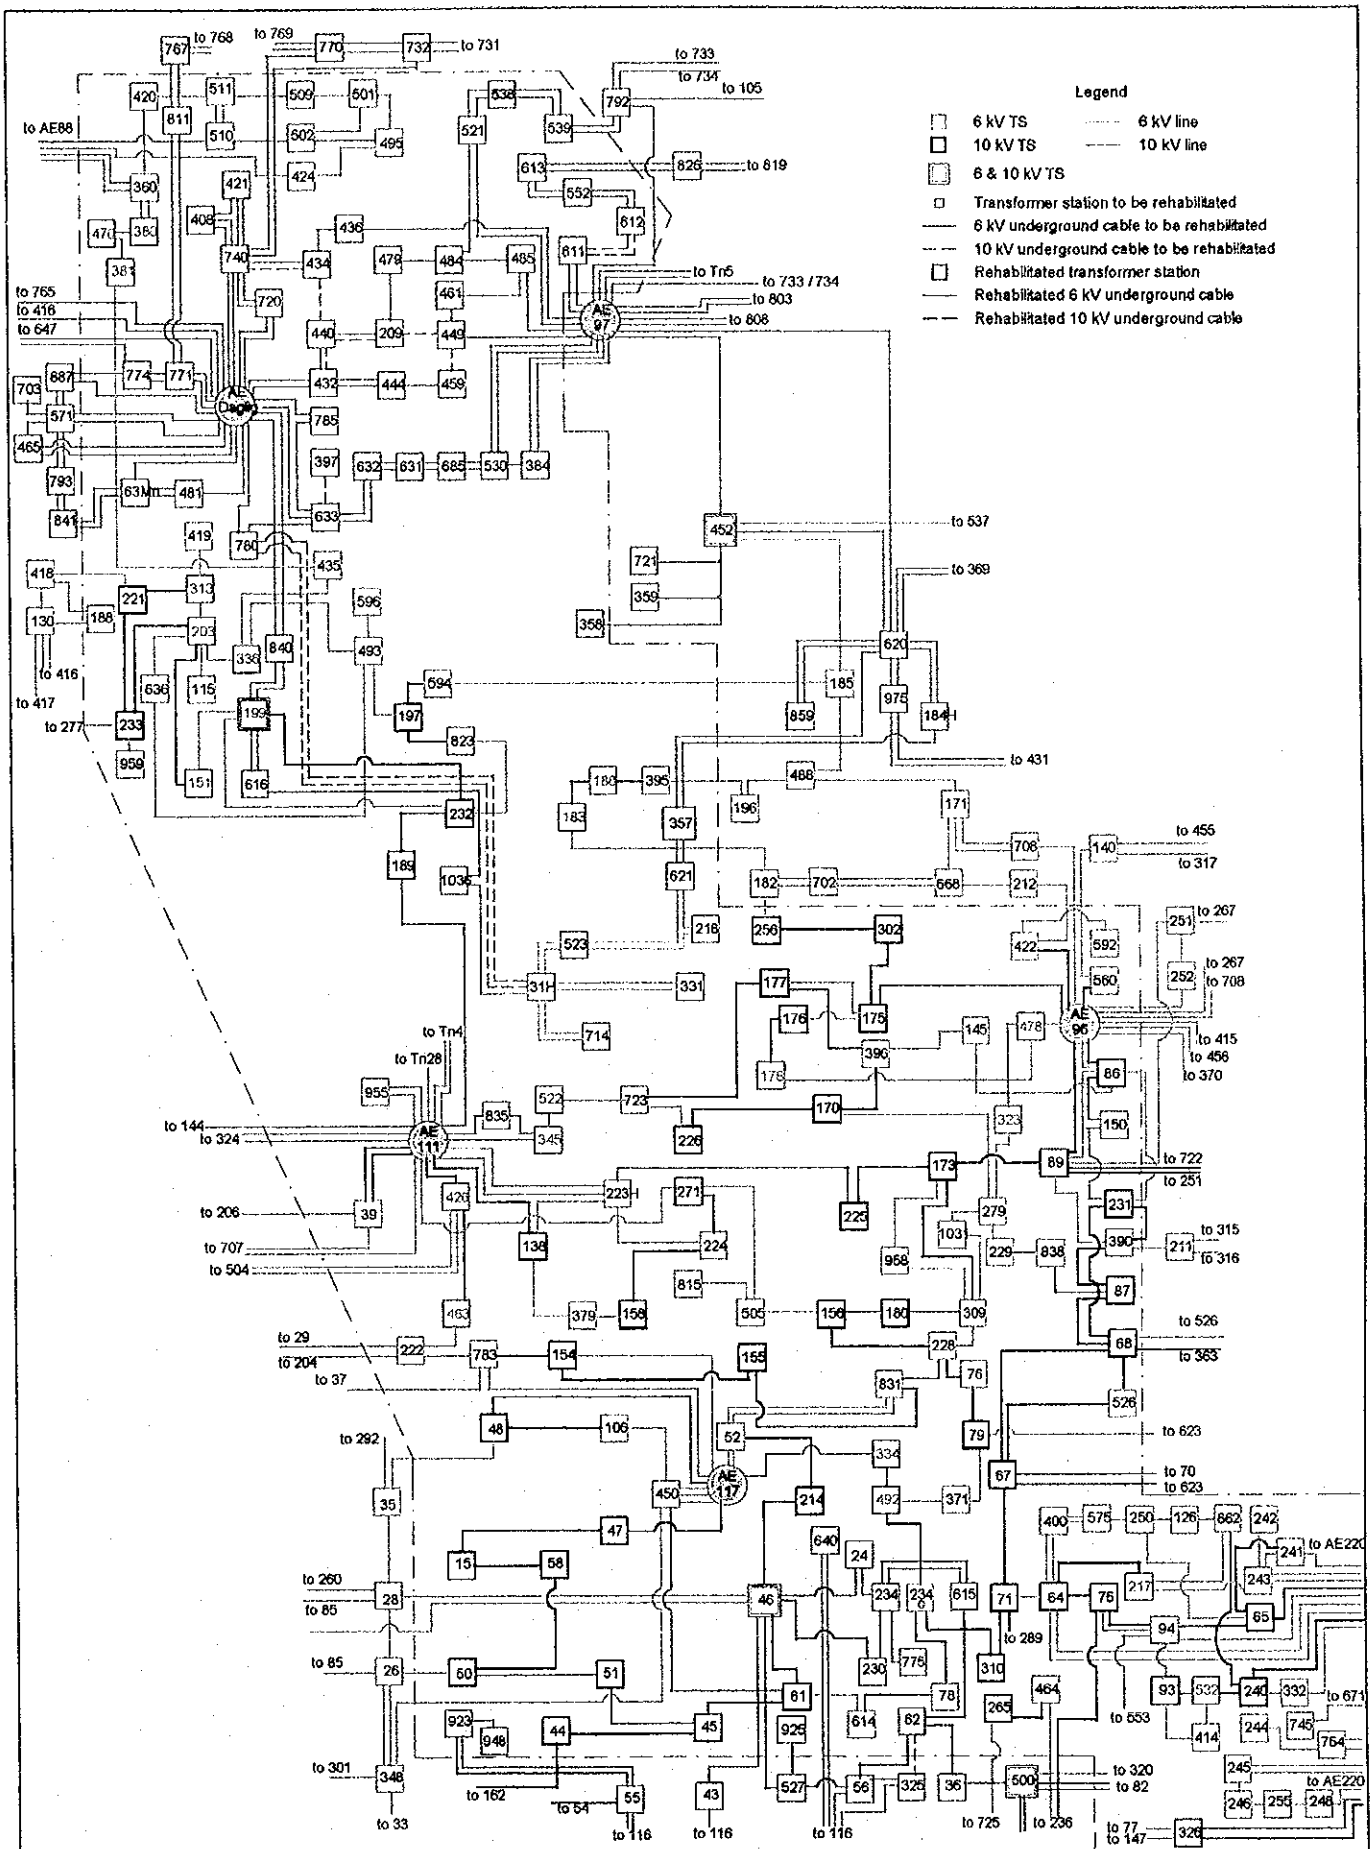 to 768
to 769
to 731
767
770
732
to 733
to 734
to 105
Legend
6 kV TS
6 kV line
10 kV TS
10 kV line
6 & 10 kV TS
Transformer station to be rehabilitated
6 kV underground cable to be rehabilitated
10 kV underground cable to be rehabilitated
Rehabilitated transformer station
Rehabilitated 6 kV underground cable
Rehabilitated 10 kV underground cable
420
511
509
501
538
792
811
to AE88
510
602
495
521
539
424
613
826
to 819
360
421
552
470
383
408
436
612
381
740
434
479
484
485
611
to Tn5
to 733 / 734
to 765
to 416
to 647
720
461
AE
97
to 803
to 808
440
209
449
703
887
774
771
432
444
459
AE
571
785
465
397
632
631
685
530
384
793
481
841
633
419
780
452
to 537
418
435
721
221
313
596
359
to 369
130
188
203
358
to 416
to 417
336
840
493
620
636
115
594
185
975
to 277
233
199
197
859
184H
959
151
616
823
395
488
to 431
183
196
232
357
171
189
708
140
to 455
to 317
1036
621
182
702
668
212
218
256
302
251
to 267
523
422
592
252
to 267
to 708
31H
331
177
560
176
175
AE
to Tn4
714
145
478
to 415
to 456
to 370
to Tn28
396
178
86
955
522
723
170
323
150
to 144
to 324
AE
111
835
345
226
173
89
to 722
to 251
426
223H
271
225
279
231
to 206
39
103
to 315
to 707
138
224
229
838
390
211
to 316
to 504
815
87
463
379
158
505
156
309
to 29
222
783
154
155
228
68
to 526
to 363
to 204
to 37
831
76
526
48
106
52
79
to 623
to 292
334
AE
117
67
to 70
to 623
35
450
214
492
371
47
640
400
575
250
126
662
242
15
58
24
241
to AE220
to 260
28
46
234
615
71
64
217
243
to 85
65
94
to 289
to 85
26
50
51
230
775
310
61
78
265
464
93
532
240
332
to 671
923
44
45
614
62
to 553
244
745
948
925
414
754
to 301
348
55
527
56
325
36
500
to 320
to 82
245
to AE220
to 162
to 54
43
246
255
248
to 33
to 116
to 116
to 116
to 725
to 236
to 77
to 147
326